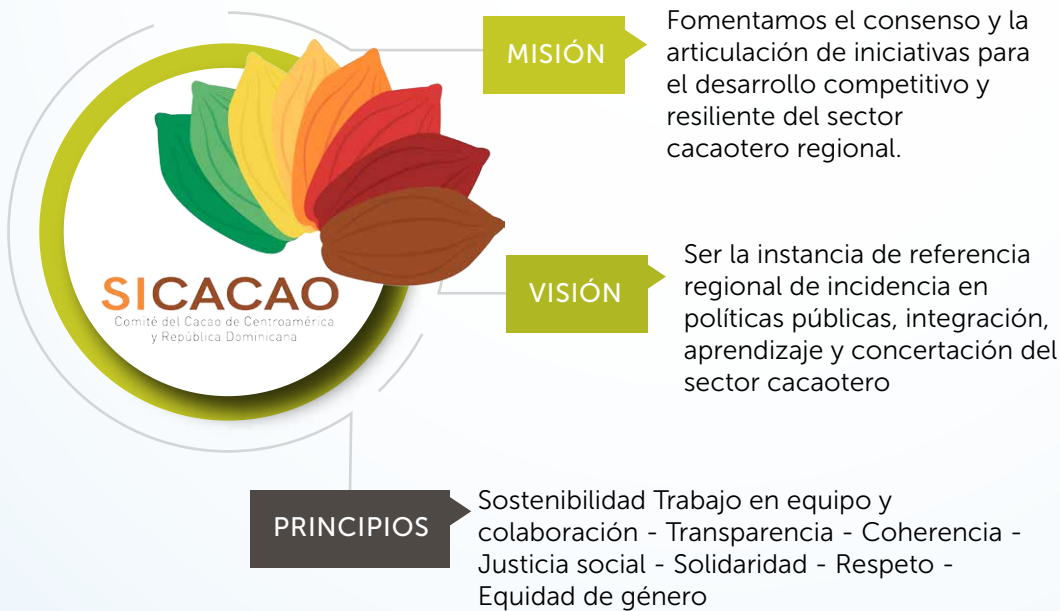 MISIÓN
Fomentamos el consenso y la
articulación de iniciativas para
el desarrollo competitivo y
resiliente del sector
cacaotero regional.
SICACAO
Comité del Cacao de Centroamérica
y República Dominicana
VISIÓN
Ser la instancia de referencia
regional de incidencia en
políticas públicas, integración,
aprendizaje y concertación del
sector cacaotero
PRINCIPIOS
Sostenibilidad Trabajo en equipo y
colaboración - Transparencia - Coherencia -
Justicia social - Solidaridad - Respeto -
Equidad de género